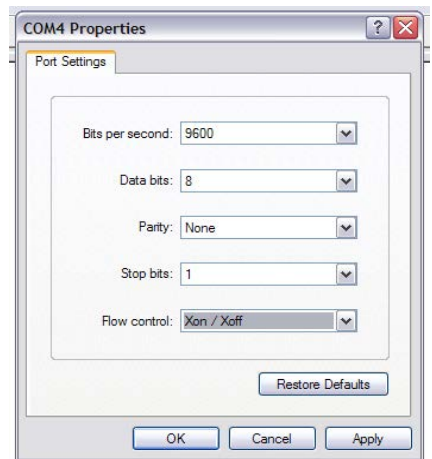 COM4 Properties
Port Settings
Bits per second: 9600
Data bits: 8
Parity: None
Stop bits: 1
Flow control: Xon / Xoff
Restore Defaults
OK Cancel Apply